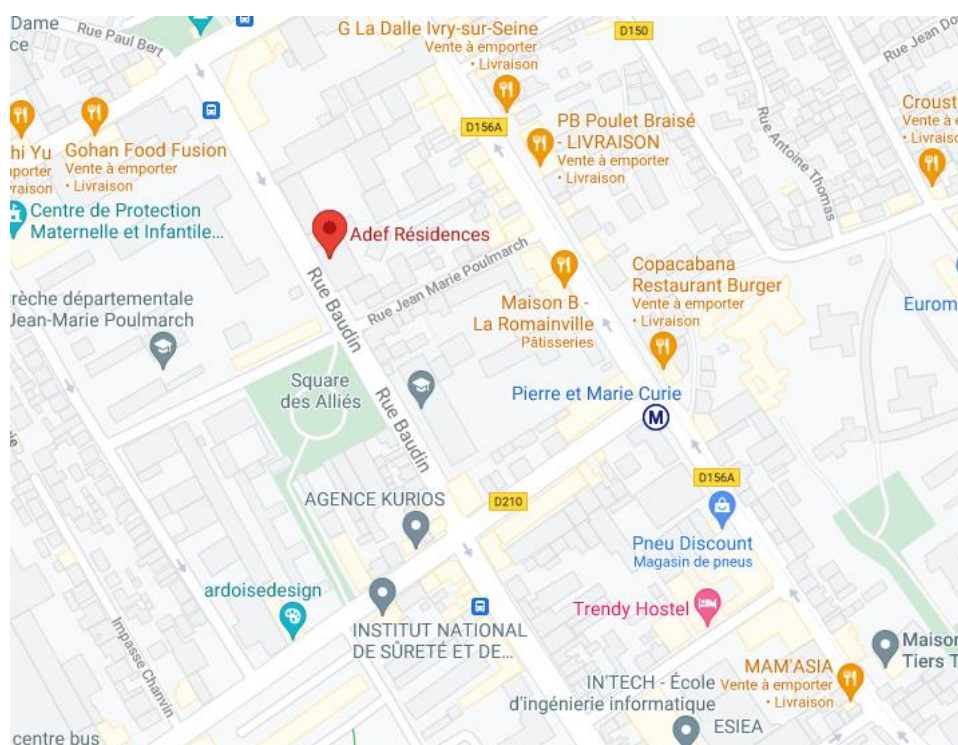 Dame
ce
Rue Paul Bert
G La Dalle Ivry-sur-Seine
Vente à emporter
• Livraison
D150
Rue Jean Do
D156A
PB Poulet Braisé
- LIVRAISON
Vente à emporter
• Livraison
Rue Antoine Thomas
Croust
Vente à e
Livraison
hi Yu
mporter
vraison
Gohan Food Fusion
Vente à emporter
• Livraison
Centre de Protection
Maternelle et Infantile...
Adef Résidences
Rue Jean Marie Poulmarch
Rue Baudin
Copacabana
Restaurant Burger
Vente à emporter
• Livraison
Maison B -
La Romainville
Pâtisseries
Eurom
rèche départementale
Jean-Marie Poulmarch
Square
des Alliés
Rue Baudin
Pierre et Marie Curie
M
D156A
AGENCE KURIOS
D210
Pneu Discount
Magasin de pneus
ardoisedesign
Trendy Hostel
INSTITUT NATIONAL
DE SÛRETÉ ET DE...
Impasse Chanvin
Maison
Tiers T
MAM'ASIA
Vente à emporter
• Livraison
IN'TECH - École
d'ingénierie informatique
ESIEA
centre bus